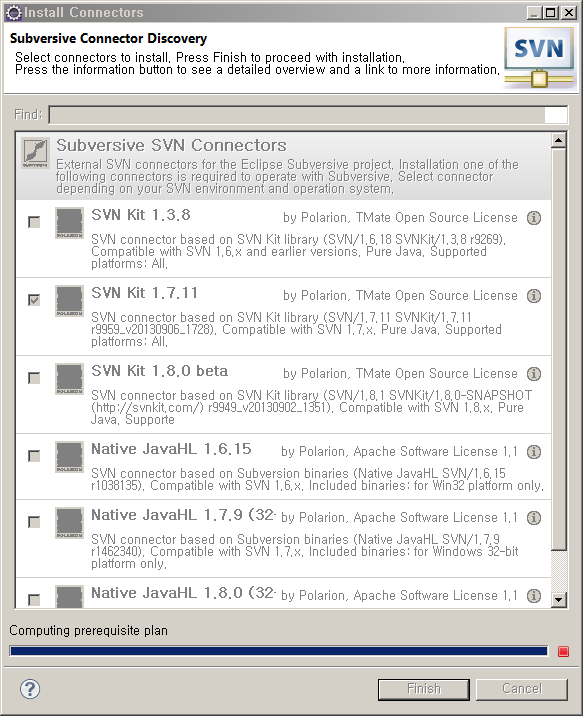 Install Connectors
Subversive Connector Discovery
Select connectors to install. Press Finish to proceed with installation.
Press the information button to see a detailed overview and a link to more information.
SVN
Find:
Subversive SVN Connectors
External SVN connectors for the Eclipse Subversive project. Installation one of the
following connectors is required to operate with Subversive. Select connector
depending on your SVN environment and operation system.
SVN Kit 1.3.8 by Polarion, TMate Open Source License
SVN connector based on SVN Kit library (SVN/1.6.18 SVNKit/1.3.8 r9269).
Compatible with SVN 1.6.x and earlier versions. Pure Java. Supported
platforms: All.
SVN Kit 1.7.11 by Polarion, TMate Open Source License
SVN connector based on SVN Kit library (SVN/1.7.11 SVNKit/1.7.11
r9959_v20130906_1728). Compatible with SVN 1.7.x. Pure Java. Supported
platforms: All.
SVN Kit 1.8.0 beta by Polarion, TMate Open Source License
SVN connector based on SVN Kit library (SVN/1.8.1 SVNKit/1.8.0-SNAPSHOT
(http://svnkit.com/) r9949_v20130902_1351). Compatible with SVN 1.8.x. Pure
Java. Supporte
Native JavaHL 1.6.15 by Polarion, Apache Software License 1.1
SVN connector based on Subversion binaries (Native JavaHL SVN/1.6.15
r1038135). Compatible with SVN 1.6.x. Included binaries: for Win32 platform only.
Native JavaHL 1.7.9 (32- by Polarion, Apache Software License 1.1
SVN connector based on Subversion binaries (Native JavaHL SVN/1.7.9
r1462340). Compatible with SVN 1.7.x. Included binaries: for Windows 32-bit
platform only.
Native JavaHL 1.8.0 (32- by Polarion, Apache Software License 1.1
Computing prerequisite plan
Finish
Cancel